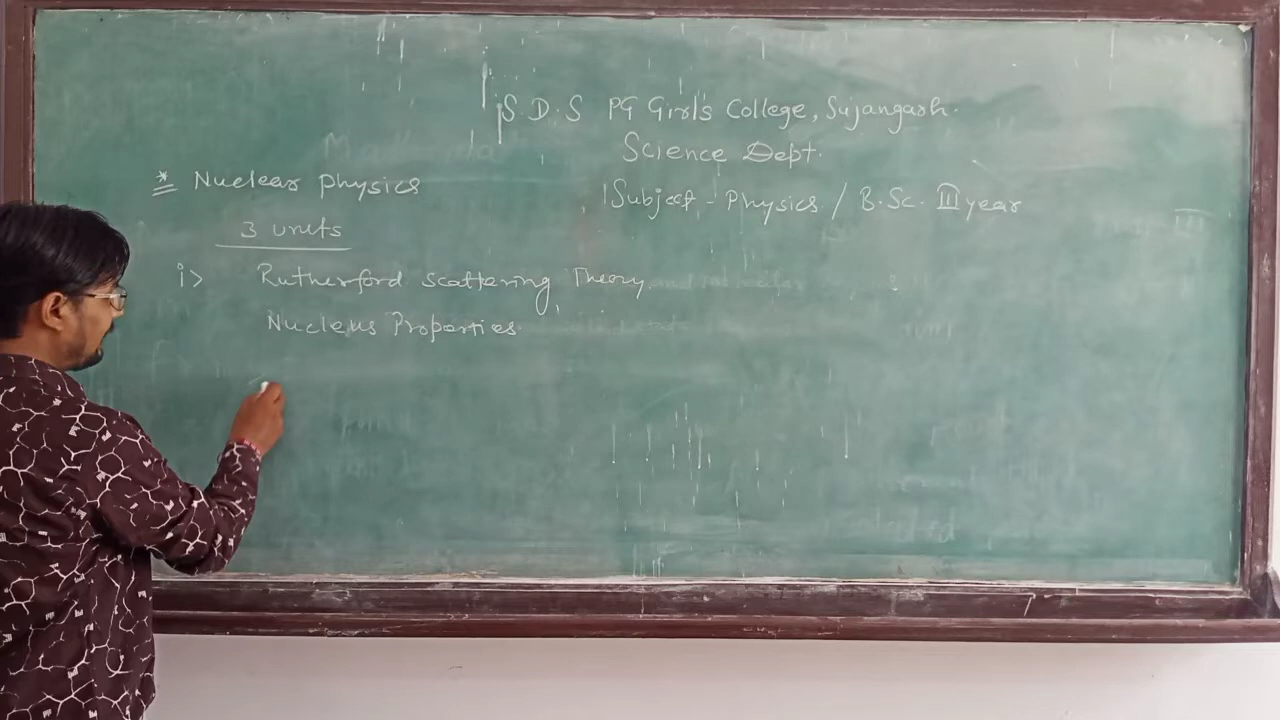 S.D.S PG Girl's College, Sujangarh.
Science Dept.
* Nuclear Physics
Subject - Physics / B.Sc. III year
3 units
i> Rutherford Scattering Theory,
Nucleus Properties.